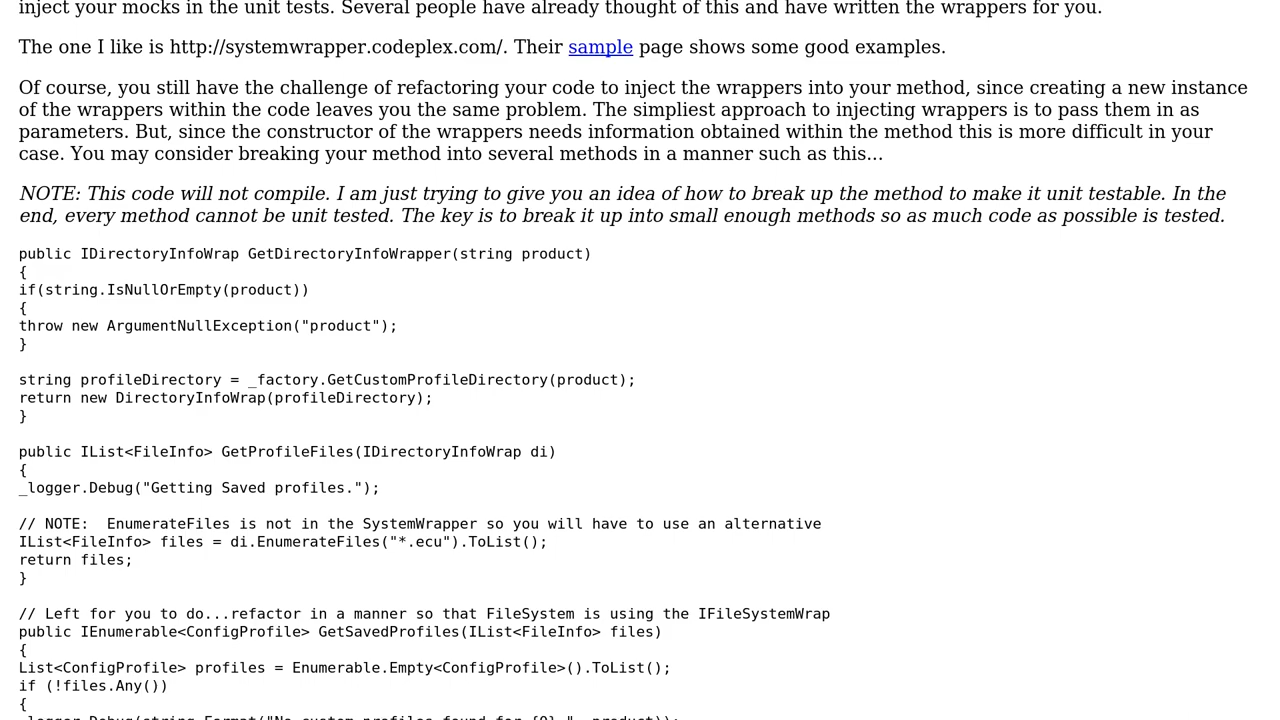 inject your mocks in the unit tests. Several people have already thought of this and have written the wrappers for you.
The one I like is http://systemwrapper.codeplex.com/. Their sample page shows some good examples.
Of course, you still have the challenge of refactoring your code to inject the wrappers into your method, since creating a new instance
of the wrappers within the code leaves you the same problem. The simpliest approach to injecting wrappers is to pass them in as
parameters. But, since the constructor of the wrappers needs information obtained within the method this is more difficult in your
case. You may consider breaking your method into several methods in a manner such as this...
NOTE: This code will not compile. I am just trying to give you an idea of how to break up the method to make it unit testable. In the
end, every method cannot be unit tested. The key is to break it up into small enough methods so as much code as possible is tested.
public IDirectoryInfoWrap GetDirectoryInfoWrapper(string product)
{
if(string.IsNullOrEmpty(product))
{
throw new ArgumentNullException("product");
}
string profileDirectory = _factory.GetCustomProfileDirectory(product);
return new DirectoryInfoWrap(profileDirectory);
}
public IList<FileInfo> GetProfileFiles(IDirectoryInfoWrap di)
{
_logger.Debug("Getting Saved profiles.");
// NOTE:  EnumerateFiles is not in the SystemWrapper so you will have to use an alternative
IList<FileInfo> files = di.EnumerateFiles("*.ecu").ToList();
return files;
}
// Left for you to do...refactor in a manner so that FileSystem is using the IFileSystemWrap
public IEnumerable<ConfigProfile> GetSavedProfiles(IList<FileInfo> files)
{
List<ConfigProfile> profiles = Enumerable.Empty<ConfigProfile>().ToList();
if (!files.Any())
{
_logger.Debug(string.Format("No custom profiles found for {0}.", product));